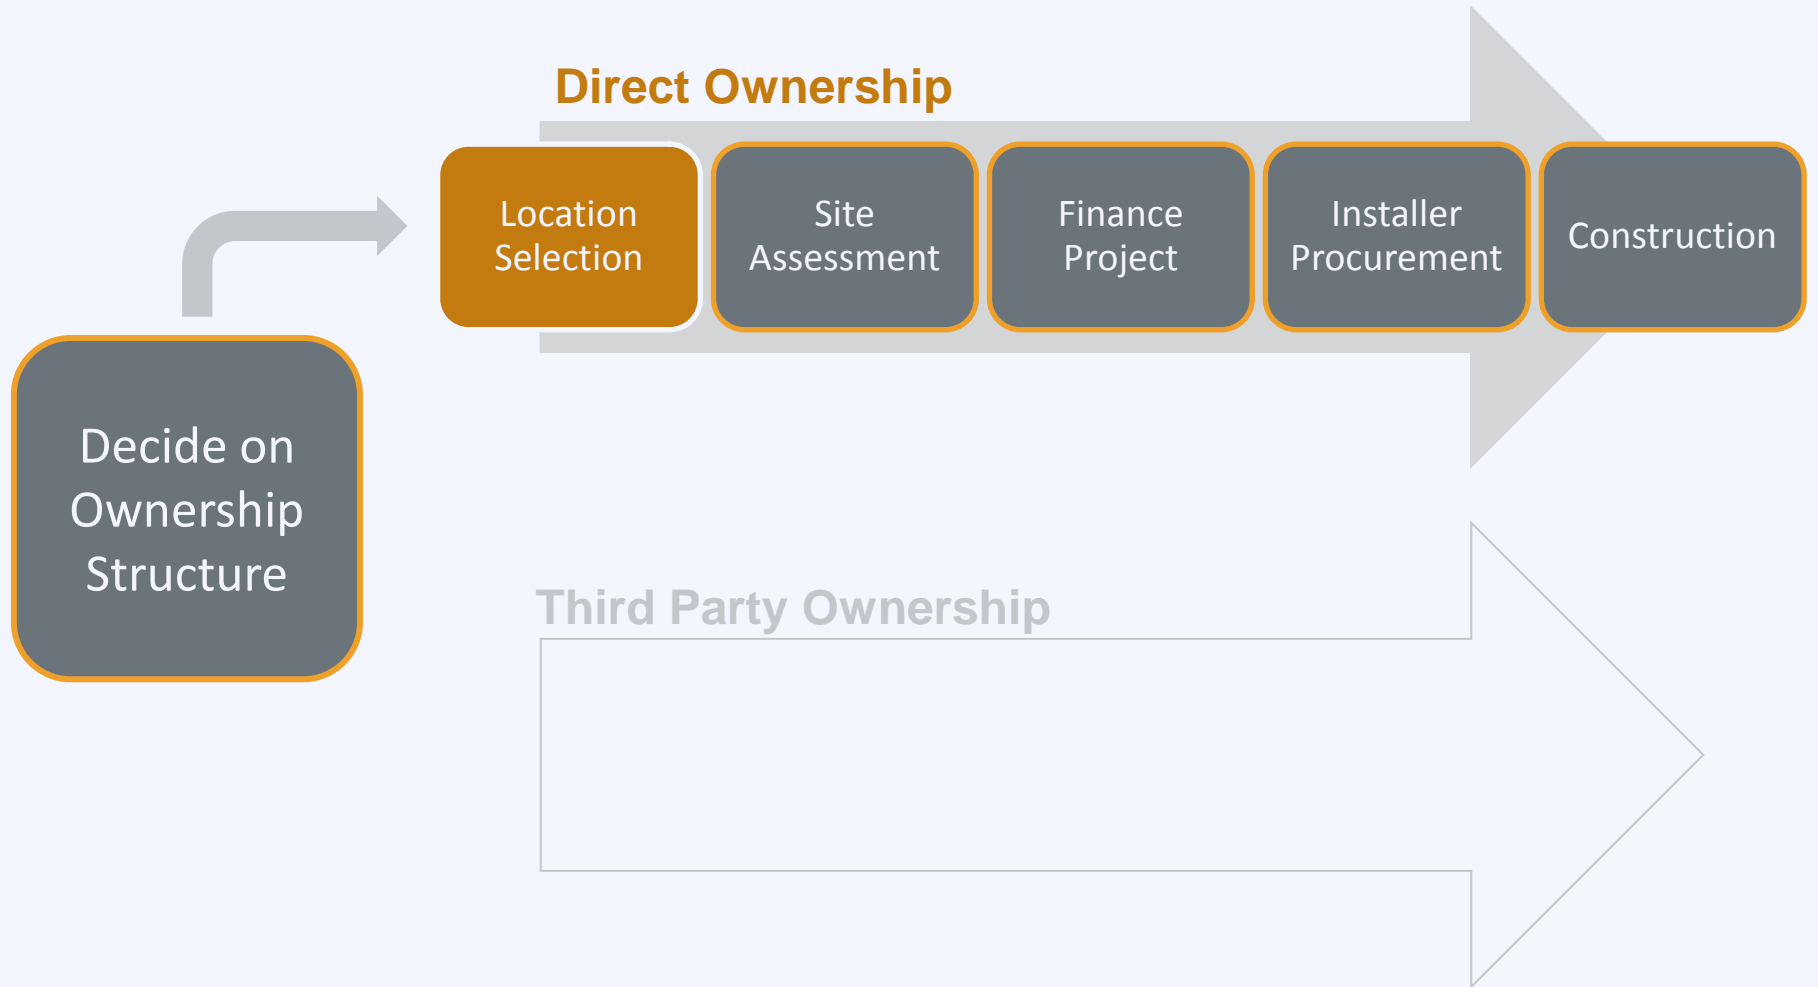 Direct Ownership
Location
Selection
Site
Assessment
Finance
Project
Installer
Procurement
Construction
Decide on
Ownership
Structure
Third Party Ownership